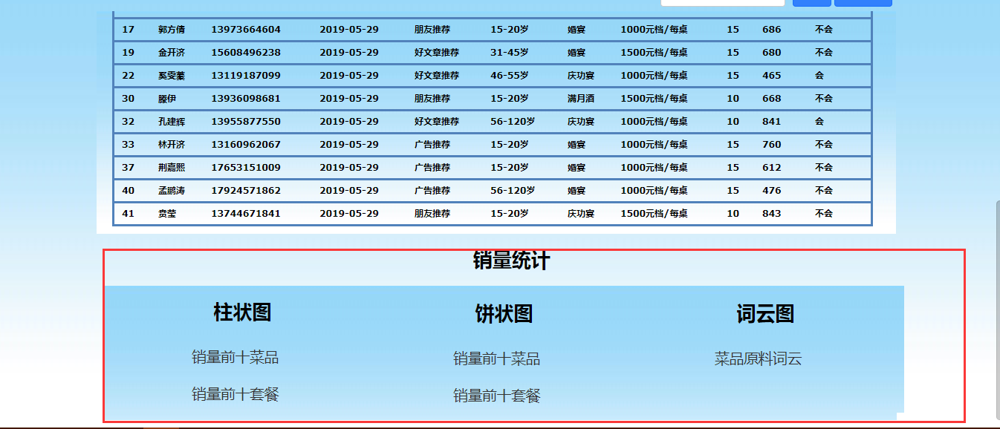 17 郭方倩 13973664604 2019-05-29 朋友推荐 15-20岁 婚宴 1000元档/每桌 15 686 不会
19 金开济 15608496238 2019-05-29 好文章推荐 31-45岁 婚宴 1500元档/每桌 15 680 不会
22 奚雯蓁 13119187099 2019-05-29 好文章推荐 46-55岁 庆功宴 1000元档/每桌 15 465 会
30 滕伊 13936098681 2019-05-29 朋友推荐 15-20岁 满月酒 1500元档/每桌 10 668 不会
32 孔建辉 13955877550 2019-05-29 好文章推荐 56-120岁 庆功宴 1000元档/每桌 10 841 会
33 林开济 13160962067 2019-05-29 广告推荐 15-20岁 婚宴 1000元档/每桌 15 760 不会
37 荆嘉熙 17653151009 2019-05-29 广告推荐 15-20岁 婚宴 1000元档/每桌 15 612 不会
40 孟鹏涛 17924571862 2019-05-29 广告推荐 56-120岁 婚宴 1000元档/每桌 15 476 不会
41 贲莹 13744671841 2019-05-29 朋友推荐 15-20岁 庆功宴 1500元档/每桌 10 843 不会
销量统计
柱状图 饼状图 词云图
销量前十菜品 销量前十菜品 菜品原料词云
销量前十套餐 销量前十套餐